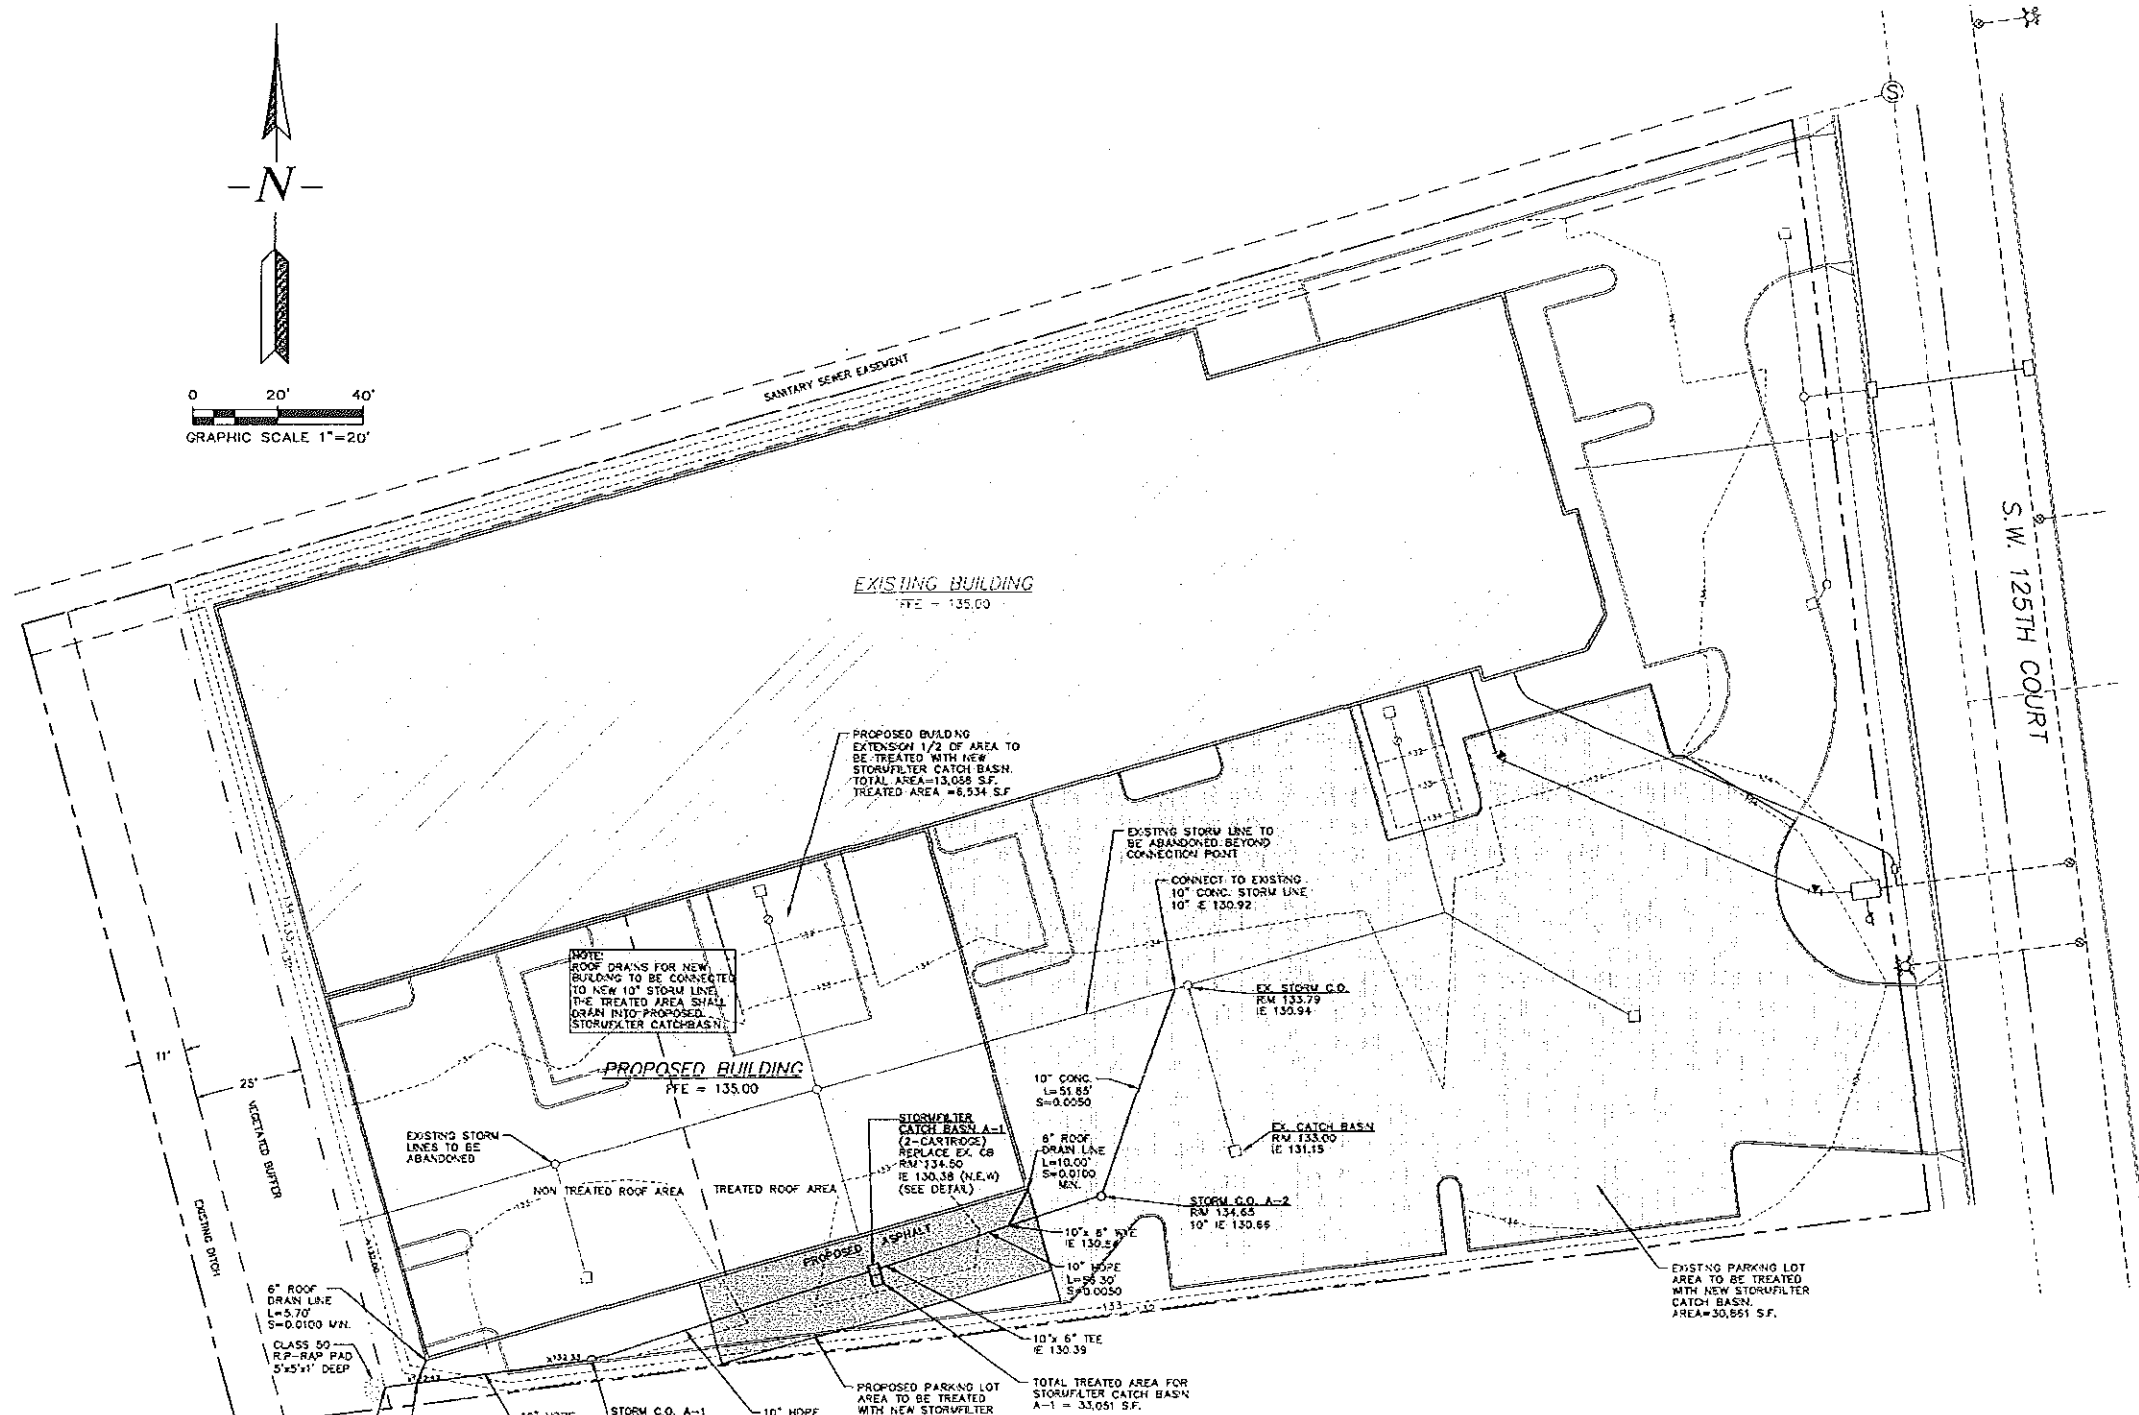 -N-
0 20' 40'
GRAPHIC SCALE 1"=20'
SANITARY SEWER EASEMENT
S
S.W. 125TH COURT
EXISTING BUILDING
FFE = 135.00
PROPOSED BUILDING
EXTENSION 1/2 OF AREA TO
BE TREATED WITH NEW
STORMFILTER CATCH BASIN.
TOTAL AREA=13,068 S.F.
TREATED AREA =6,534 S.F.
EXISTING STORM LINE TO
BE ABANDONED BEYOND
CONNECTION POINT
CONNECT TO EXISTING
10" CONC. STORM LINE
10" IE 130.92
NOTE:
ROOF DRAINS FOR NEW
BUILDING TO BE CONNECTED
TO NEW 10" STORM LINE.
THE TREATED AREA SHALL
DRAIN INTO PROPOSED
STORMFILTER CATCHBASIN
EX. STORM C.O.
RIM 133.79
IE 130.94
PROPOSED BUILDING
FFE = 135.00
11'
25'
VEGETATED BUFFER
EXISTING DITCH
10" CONC.
L=51.85'
S=0.0050
EXISTING STORM
LINES TO BE
ABANDONED
STORMFILTER
CATCH BASIN A-1
(2-CARTRIDGE)
REPLACE EX. CB
RIM 134.50
IE 130.38 (N,E,W)
(SEE DETAIL)
6" ROOF
DRAIN LINE
L=10.00'
S=0.0100
MIN.
EX. CATCH BASIN
RIM 133.00
IE 131.15
NON TREATED ROOF AREA
TREATED ROOF AREA
STORM C.O. A-2
RIM 134.65
10" IE 130.66
PROPOSED ASPHALT
10"x 6" WYE
10" HDPE
L=56.30'
S=0.0050
EXISTING PARKING LOT
AREA TO BE TREATED
WITH NEW STORMFILTER
CATCH BASIN.
AREA=30,861 S.F.
6" ROOF
DRAIN LINE
L=5.70'
S=0.0100 MIN.
CLASS 50
RIP-RAP PAD
5'x5'x1' DEEP
10"x 6" TEE
IE 130.39
PROPOSED PARKING LOT
AREA TO BE TREATED
WITH NEW STORMFILTER
TOTAL TREATED AREA FOR
STORMFILTER CATCH BASIN
A-1 = 33,051 S.F.
STORM C.O. A-1
10" HDPE